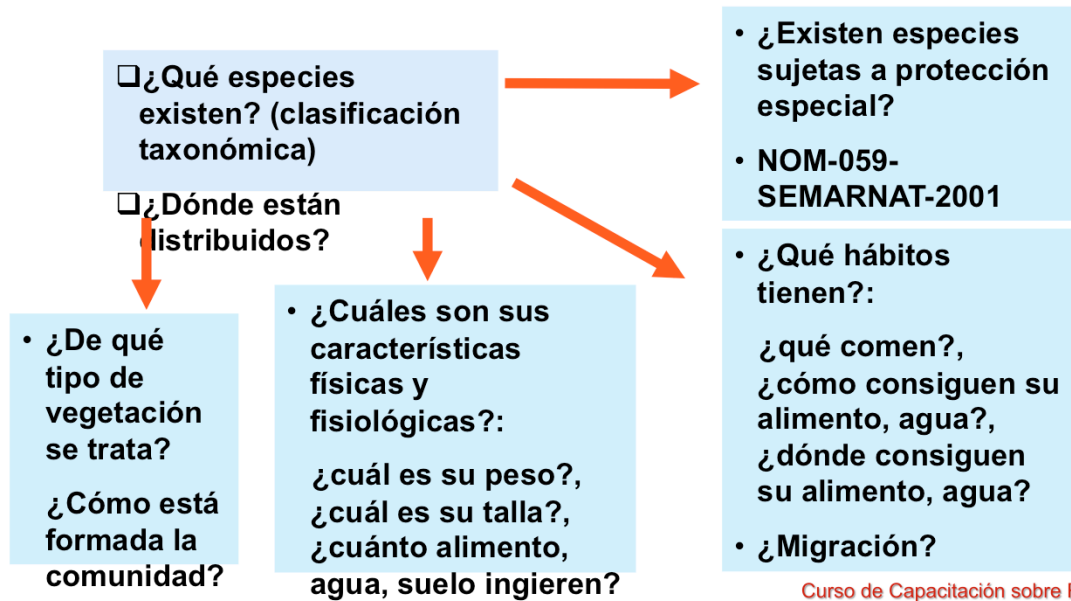 ❑¿Qué especies
existen? (clasificación
taxonómica)
❑¿Dónde están
distribuidos?
• ¿Existen especies
sujetas a protección
especial?
• NOM-059-
SEMARNAT-2001
• ¿De qué
tipo de
vegetación
se trata?
¿Cómo está
formada la
comunidad?
• ¿Cuáles son sus
características
físicas y
fisiológicas?:
¿cuál es su peso?,
¿cuál es su talla?,
¿cuánto alimento,
agua, suelo ingieren?
• ¿Qué hábitos
tienen?:
¿qué comen?,
¿cómo consiguen su
alimento, agua?,
¿dónde consiguen
su alimento, agua?
• ¿Migración?
Curso de Capacitación sobre